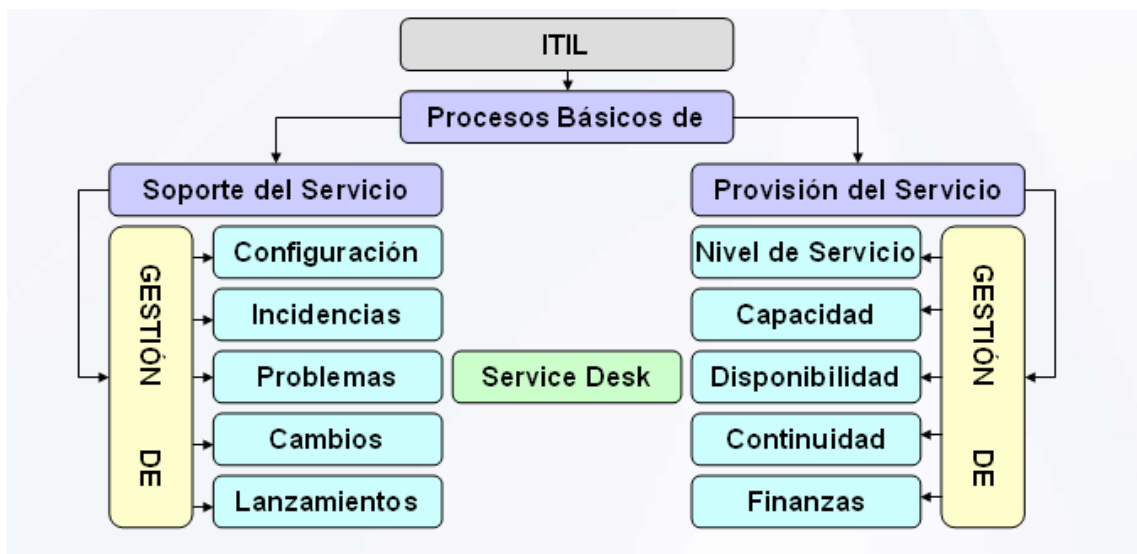 ITIL
Procesos Básicos de
Soporte del Servicio
Provisión del Servicio
GESTIÓN DE
Configuración
Incidencias
Problemas
Cambios
Lanzamientos
Service Desk
Nivel de Servicio
Capacidad
Disponibilidad
Continuidad
Finanzas
GESTIÓN DE